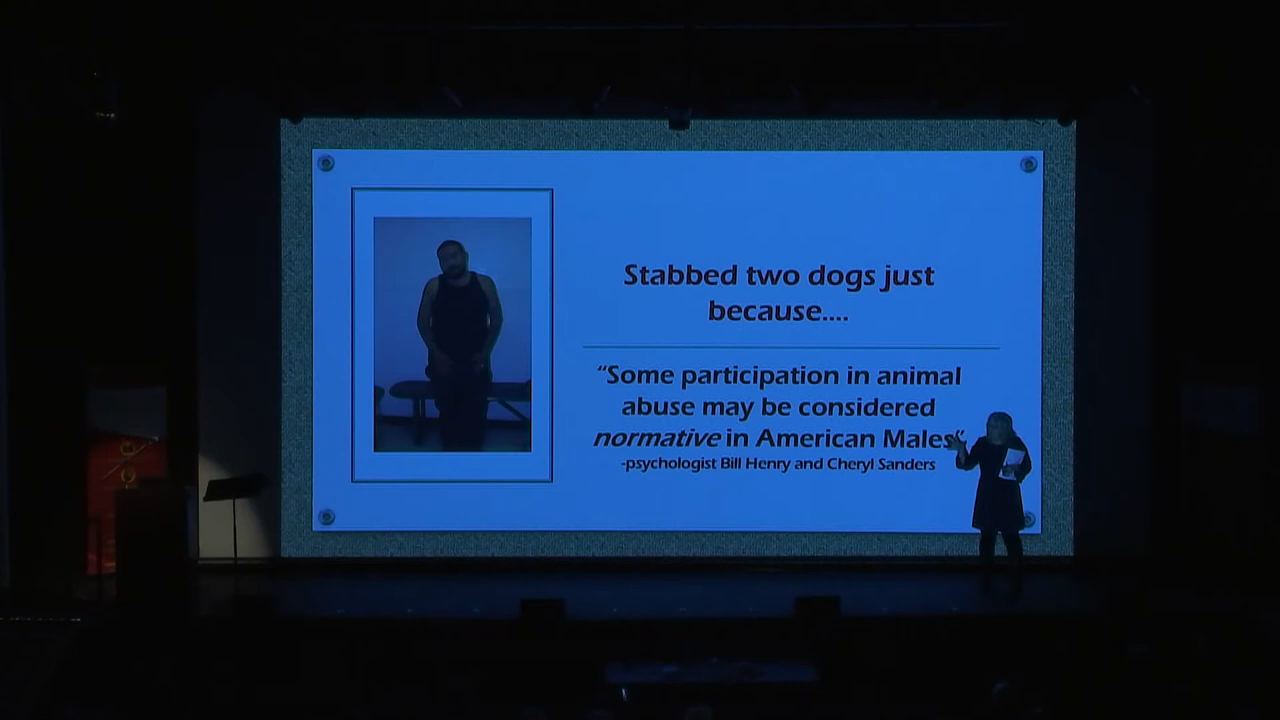 Stabbed two dogs just
because....
“Some participation in animal
abuse may be considered
normative in American Males”
-psychologist Bill Henry and Cheryl Sanders